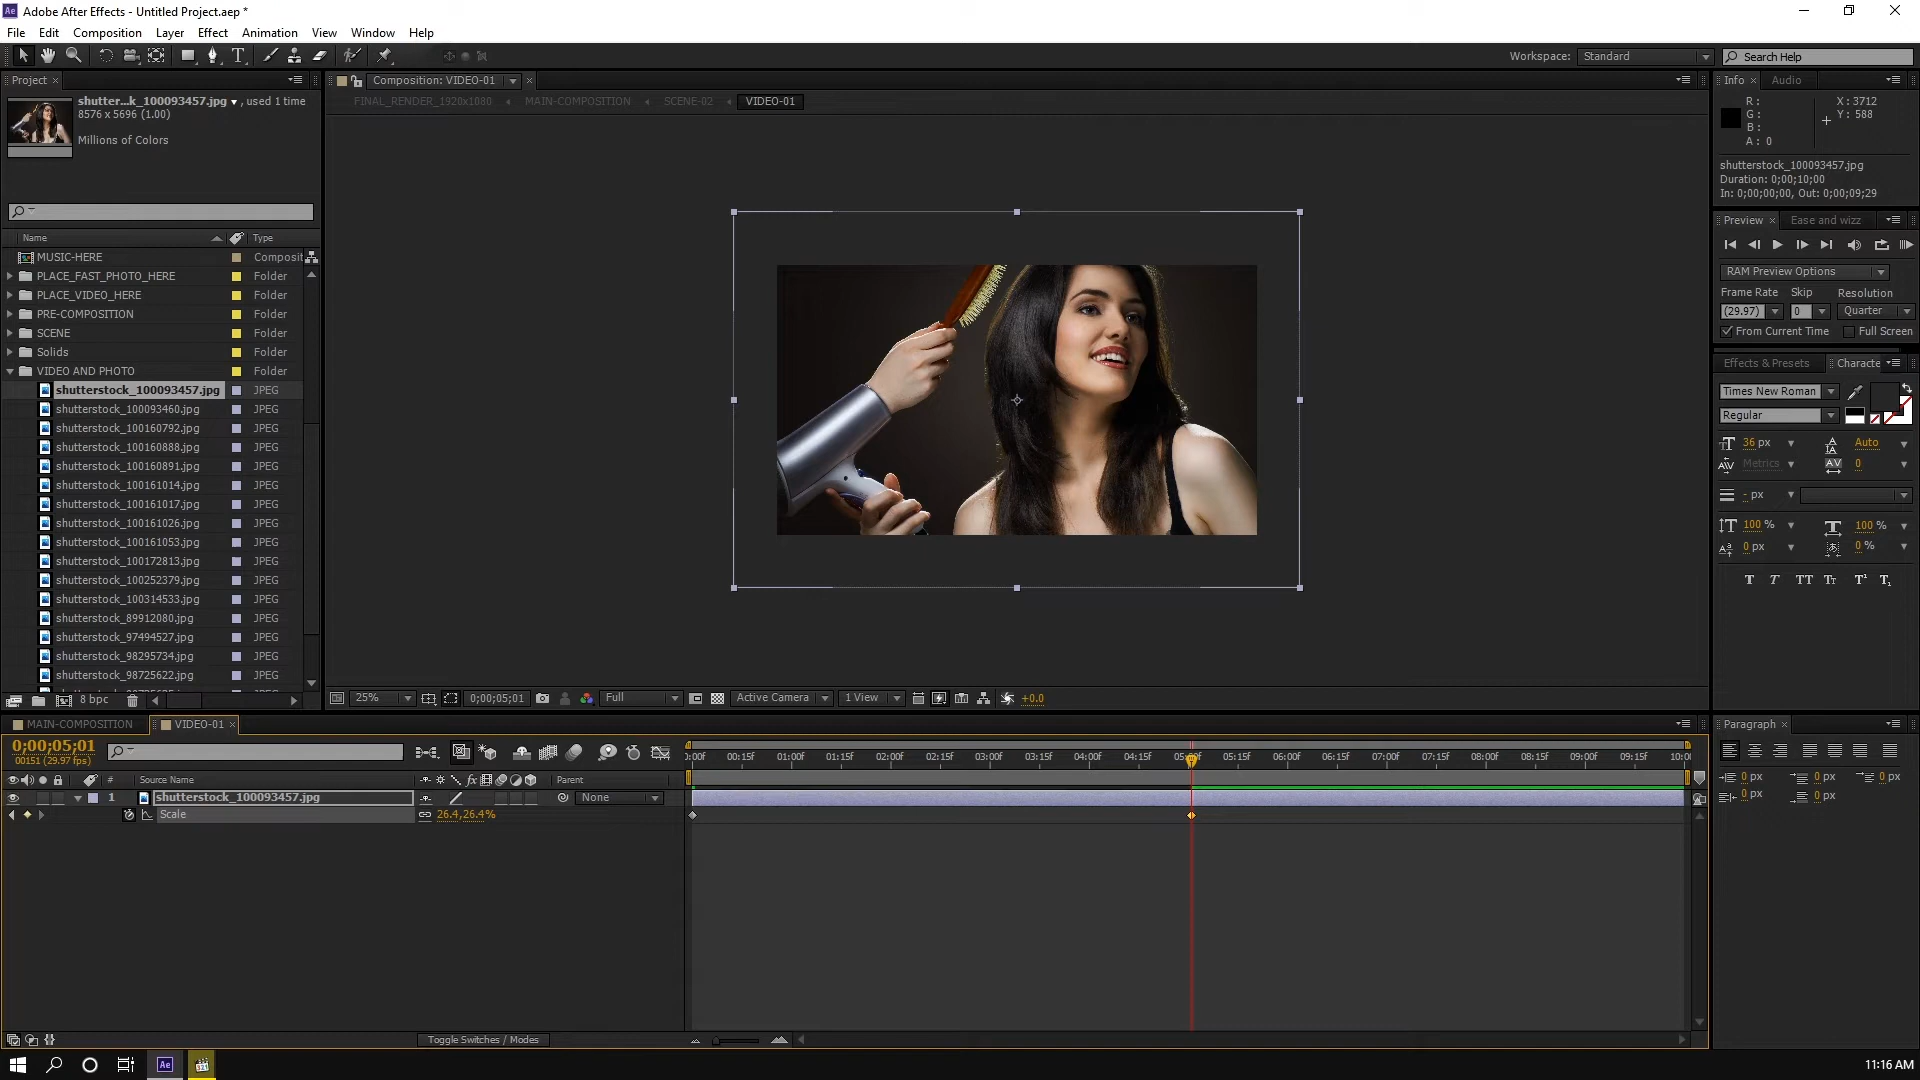 Adobe After Effects - Untitled Project.aep *
File Edit Composition Layer Effect Animation View Window Help
Workspace: Standard Search Help
Project
shutter...k_100093457.jpg , used 1 time
8576 x 5696 (1.00)
Millions of Colors
Name Type
MUSIC-HERE Composit
PLACE_FAST_PHOTO_HERE Folder
PLACE_VIDEO_HERE Folder
PRE-COMPOSITION Folder
SCENE Folder
Solids Folder
VIDEO AND PHOTO Folder
shutterstock_100093457.jpg JPEG
shutterstock_100093460.jpg JPEG
shutterstock_100160792.jpg JPEG
shutterstock_100160888.jpg JPEG
shutterstock_100160891.jpg JPEG
shutterstock_100161014.jpg JPEG
shutterstock_100161017.jpg JPEG
shutterstock_100161026.jpg JPEG
shutterstock_100161053.jpg JPEG
shutterstock_100172813.jpg JPEG
shutterstock_100252379.jpg JPEG
shutterstock_100314533.jpg JPEG
shutterstock_89912080.jpg JPEG
shutterstock_97494527.jpg JPEG
shutterstock_98295734.jpg JPEG
shutterstock_98725622.jpg JPEG
8 bpc
Composition: VIDEO-01
FINAL_RENDER_1920x1080 MAIN-COMPOSITION SCENE-02 VIDEO-01
25% 0;00;05;01 Full Active Camera 1 View +0.0
Info Audio
R: X: 3712
G: Y: 588
B:
A: 0
shutterstock_100093457.jpg
Duration: 0;00;10;00
In: 0;00;00;00, Out: 0;00;09;29
Preview Ease and wizz
RAM Preview Options
Frame Rate Skip Resolution
(29.97) 0 Quarter
From Current Time Full Screen
Effects & Presets Characte
Times New Roman
Regular
36 px Auto
Metrics 0
- px
100 % 100 %
0 px 0 %
T T TT Tt T¹ T₁
MAIN-COMPOSITION VIDEO-01
0;00;05;01
00151 (29.97 fps)
# Source Name Parent
1 shutterstock_100093457.jpg None
Scale 26.4,26.4%
:00f 00:15f 01:00f 01:15f 02:00f 02:15f 03:00f 03:15f 04:00f 04:15f 05:00f 05:15f 06:00f 06:15f 07:00f 07:15f 08:00f 08:15f 09:00f 09:15f 10:0
Toggle Switches / Modes
Paragraph
0 px 0 px 0 px
0 px 0 px
Ae
11:16 AM